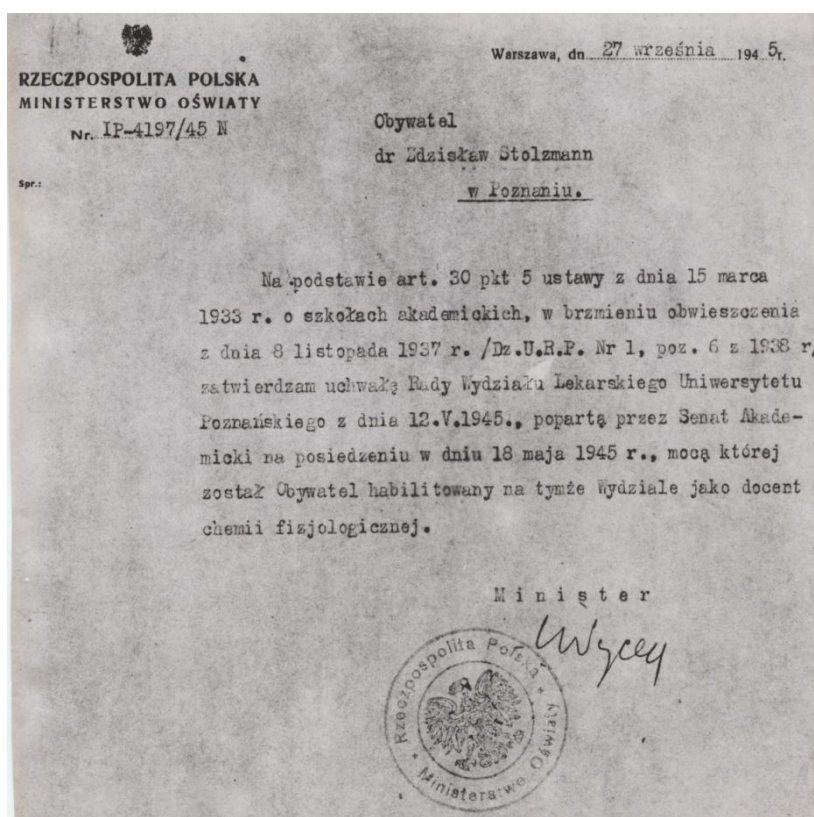 Warszawa, dn. 27 września 1945r.
RZECZPOSPOLITA POLSKA
MINISTERSTWO OŚWIATY
Nr. IP-4197/45 N
Spr.:
Obywatel
dr Zdzisław Stolzmann
w Poznaniu.
Na podstawie art. 30 pkt 5 ustawy z dnia 15 marca
1933 r. o szkołach akademickich, w brzmieniu obwieszczenia
z dnia 8 listopada 1937 r. /Dz.U.R.P. Nr 1, poz. 6 z 1938 r/
zatwierdzam uchwałę Rady Wydziału Lekarskiego Uniwersytetu
Poznańskiego z dnia 12.V.1945., popartą przez Senat Akade-
micki na posiedzeniu w dniu 18 maja 1945 r., mocą której
został Obywatel habilitowany na tymże Wydziale jako docent
chemii fizjologicznej.
Minister
Rzeczpospolita Polska * Ministerstwo Oświaty *